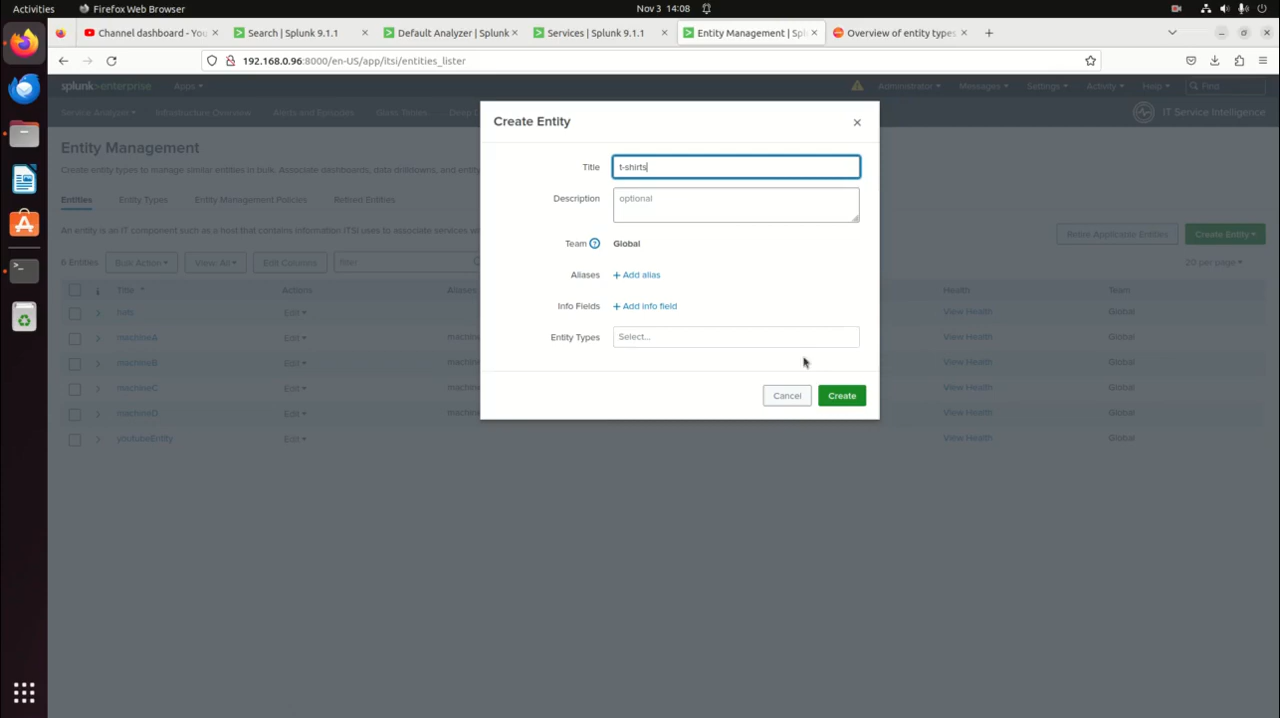 Activities
Firefox Web Browser
Nov 3 14:08
Channel dashboard - You
Search | Splunk 9.1.1
Default Analyzer | Splunk
Services | Splunk 9.1.1
Entity Management | Spl
Overview of entity types
192.168.0.96:8000/en-US/app/itsi/entities_lister
splunk>enterprise
Apps
Administrator
Messages
Settings
Activity
Help
Find
Service Analyzer
Infrastructure Overview
Alerts and Episodes
Glass Tables
Deep
IT Service Intelligence
Entity Management
Create entity types to manage similar entities in bulk. Associate dashboards, data drilldowns, and entity
Entities
Entity Types
Entity Management Policies
Retired Entities
An entity is an IT component such as a host that contains information ITSI uses to associate services wi
Retire Applicable Entities
Create Entity
6 Entities
Bulk Action
View: All
Edit Columns
filter
20 per page
i
Title
Actions
Aliases
Health
Team
Edit
View Health
Global
machineA
Edit
machine
View Health
Global
machineB
Edit
machine
View Health
Global
machineC
Edit
machine
View Health
Global
machineD
Edit
machine
View Health
Global
youtubeEntity
Edit
View Health
Global
Create Entity
Title
t-shirts
Description
optional
Team
Global
Aliases
+ Add alias
Info Fields
+ Add info field
Entity Types
Select...
Cancel
Create